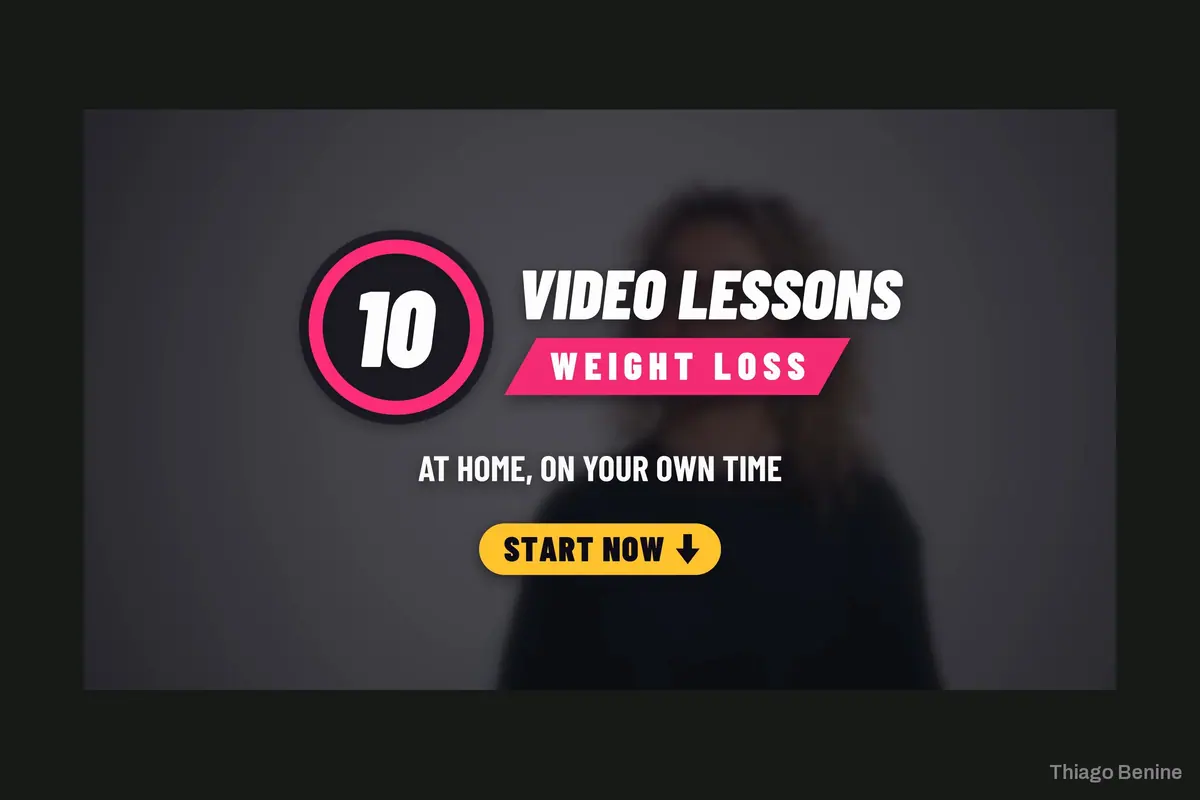 10
VIDEO LESSONS
WEIGHT LOSS
AT HOME, ON YOUR OWN TIME
START NOW
Thiago Benine